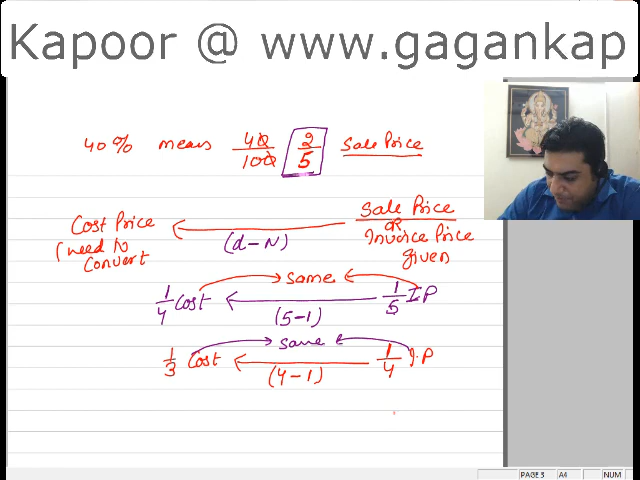 Kapoor @ www.gagankap
40% means 40/100 2/5 Sale Price
Cost Price (d-N) Sale Price
(need to or
convert Invoice Price
given
same
1/4 Cost (5-1) 1/5 I.P
same
1/3 Cost (4-1) 1/4 I.P
PAGE 3 A4 NUM